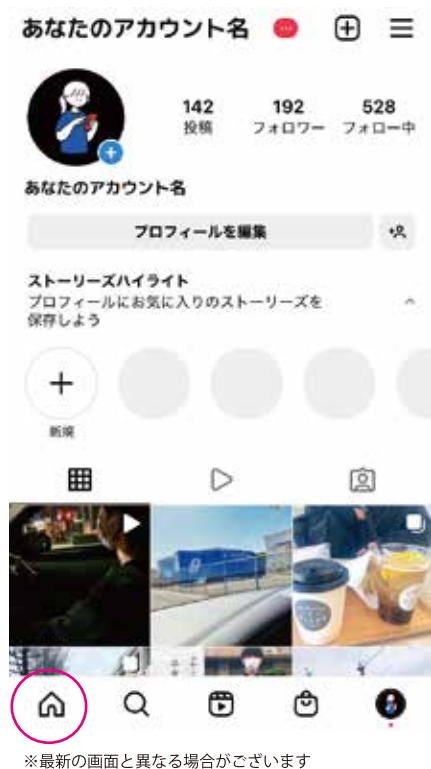 あなたのアカウント名
142 192 528
投稿 フォロワー フォロー中
あなたのアカウント名
プロフィールを編集
ストーリーズハイライト
プロフィールにお気に入りのストーリーズを
保存しよう
新規
※最新の画面と異なる場合がございます